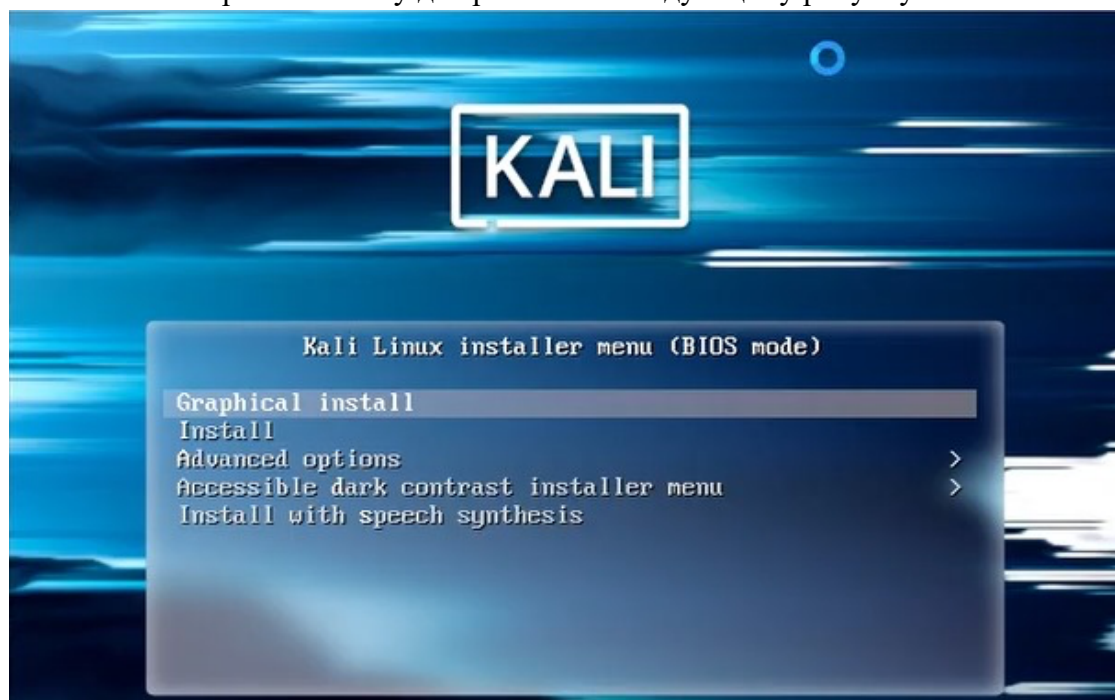 KALI
Kali Linux installer menu (BIOS mode)
Graphical install
Install
Advanced options >
Accessible dark contrast installer menu >
Install with speech synthesis